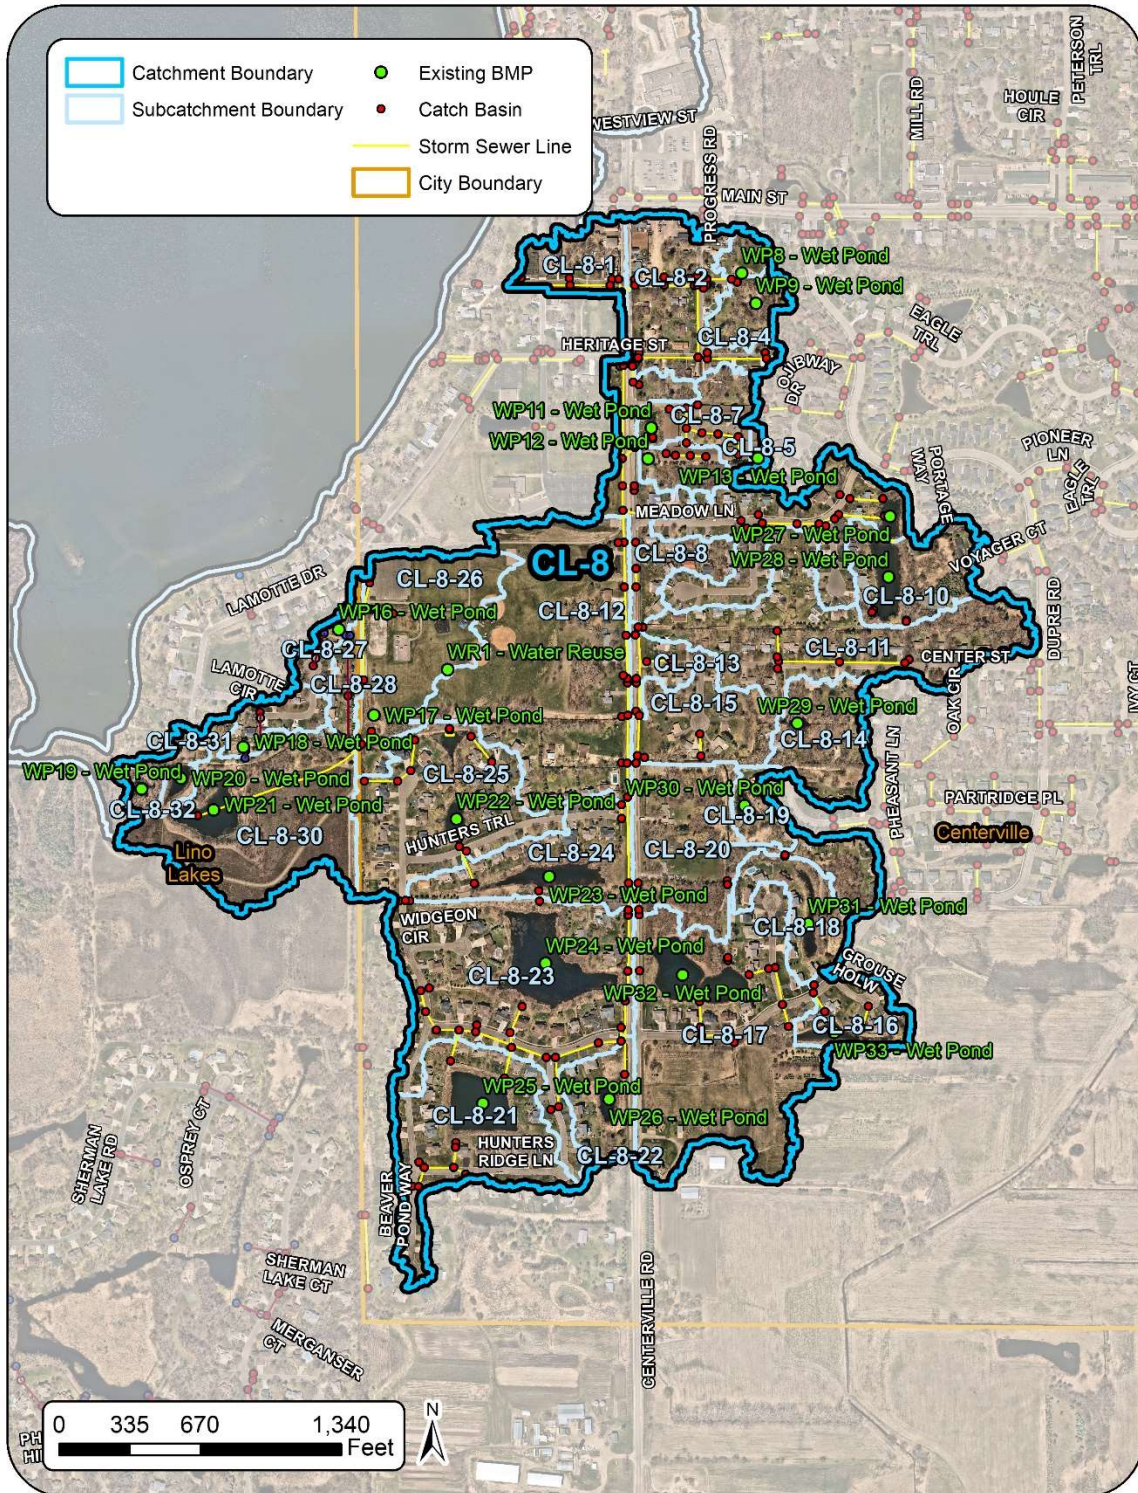 Catchment Boundary
Subcatchment Boundary
Existing BMP
Catch Basin
Storm Sewer Line
City Boundary
WESTVIEW ST
PROGRESS RD
MAIN ST
MILL RD
HOULE
CIR
PETERSON
TRL
WP8 - Wet Pond
CL-8-1
CL-8-2
WP9 - Wet Pond
CL-8-4
EAGLE
TRL
HERITAGE ST
OJIBWAY
DR
WP11 - Wet Pond
CL-8-7
WP12 - Wet Pond
CL-8-5
PIONEER
LN
WP13 - Wet Pond
PORTAGE
WAY
EAGLE
TRL
MEADOW LN
WP27 - Wet Pond
CL-8
CL-8-8
WP28 - Wet Pond
VOYAGER CT
LAMOTTE DR
CL-8-26
CL-8-12
CL-8-10
WP16 - Wet Pond
DUPRE RD
CL-8-27
WR1 - Water Reuse
CL-8-13
CL-8-11
CENTER ST
LAMOTTE
CIR
CL-8-28
CL-8-15
OAK CIR
IVY CT
WP17 - Wet Pond
WP29 - Wet Pond
CL-8-14
CL-8-31
WP18 - Wet Pond
WP19 - Wet Pond
WP20 - Wet Pond
CL-8-25
PHEASANT LN
CL-8-32
WP21 - Wet Pond
WP22 - Wet Pond
WP30 - Wet Pond
CL-8-19
PARTRIDGE PL
CL-8-30
HUNTERS TRL
Centerville
Lino
Lakes
CL-8-24
CL-8-20
WP23 - Wet Pond
WP31 - Wet Pond
WIDGEON
CIR
CL-8-18
WP24 - Wet Pond
GROUSE
HOLW
CL-8-23
WP32 - Wet Pond
CL-8-17
CL-8-16
WP33 - Wet Pond
WP25 - Wet Pond
CL-8-21
WP26 - Wet Pond
HUNTERS
RIDGE LN
CL-8-22
SHERMAN
LAKE RD
OSPREY CT
BEAVER
POND WAY
SHERMAN
LAKE CT
MERGANSER
CT
CENTERVILLE RD
0 335 670 1,340
Feet
N